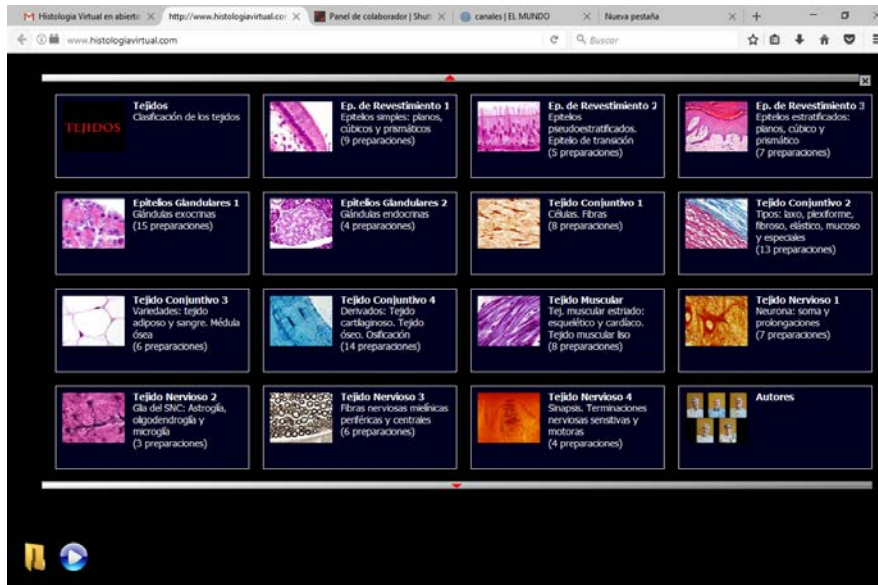 Histologia Virtual en abierto
http://www.histologiavirtual.cor
Panel de colaborador | Shutt
canales | EL MUNDO
Nueva pestaña
www.histologiavirtual.com
Buscar
TEJIDOS
Tejidos
Clasificación de los tejidos
Ep. de Revestimiento 1
Epitelos simples: planos,
cúbicos y prismáticos
(9 preparaciones)
Ep. de Revestimiento 2
Epitelos
pseudoestratificados.
Epitelo de transición
(5 preparaciones)
Ep. de Revestimiento 3
Epitelos estratificados:
planos, cúbico y
prismático
(7 preparaciones)
Epitelios Glandulares 1
Glándulas exocrinas
(15 preparaciones)
Epitelios Glandulares 2
Glándulas endocrinas
(4 preparaciones)
Tejido Conjuntivo 1
Células. Fibras
(8 preparaciones)
Tejido Conjuntivo 2
Tipos: laxo, plexiforme,
fibroso, elástico, mucoso
y especiales
(13 preparaciones)
Tejido Conjuntivo 3
Variedades: tejido
adiposo y sangre. Médula
ósea
(6 preparaciones)
Tejido Conjuntivo 4
Derivados: Tejido
cartilaginoso. Tejido
óseo. Osificación
(14 preparaciones)
Tejido Muscular
Tej. muscular estriado:
esquelético y cardíaco.
Tejido muscular liso
(8 preparaciones)
Tejido Nervioso 1
Neurona: soma y
prolongaciones
(7 preparaciones)
Tejido Nervioso 2
Glia del SNC: Astroglía,
oligodendroglía y
microglía
(3 preparaciones)
Tejido Nervioso 3
Fibras nerviosas mielínicas
periféricas y centrales
(6 preparaciones)
Tejido Nervioso 4
Sinapsis. Terminaciones
nerviosas sensitivas y
motoras
(4 preparaciones)
Autores